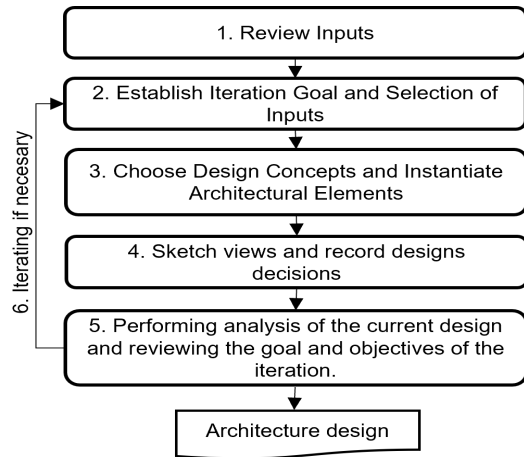 1. Review Inputs
2. Establish Iteration Goal and Selection of
Inputs
3. Choose Design Concepts and Instantiate
Architectural Elements
4. Sketch views and record designs
decisions
5. Performing analysis of the current design
and reviewing the goal and objectives of the
iteration.
6. Iterating if necesary
Architecture design